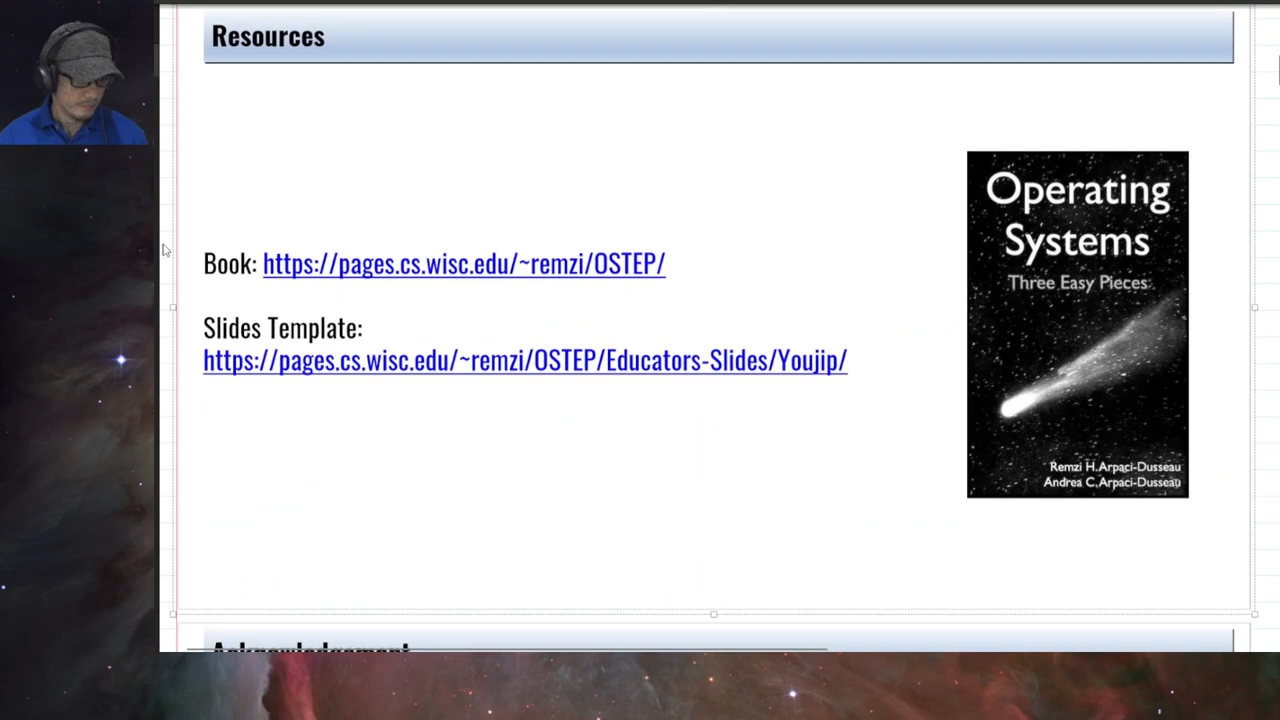 Resources
Book: https://pages.cs.wisc.edu/~remzi/OSTEP/
Slides Template:
https://pages.cs.wisc.edu/~remzi/OSTEP/Educators-Slides/Youjip/
Operating
Systems
Three Easy Pieces
Remzi H.Arpaci-Dusseau
Andrea C.Arpaci-Dusseau
Acknowledgement